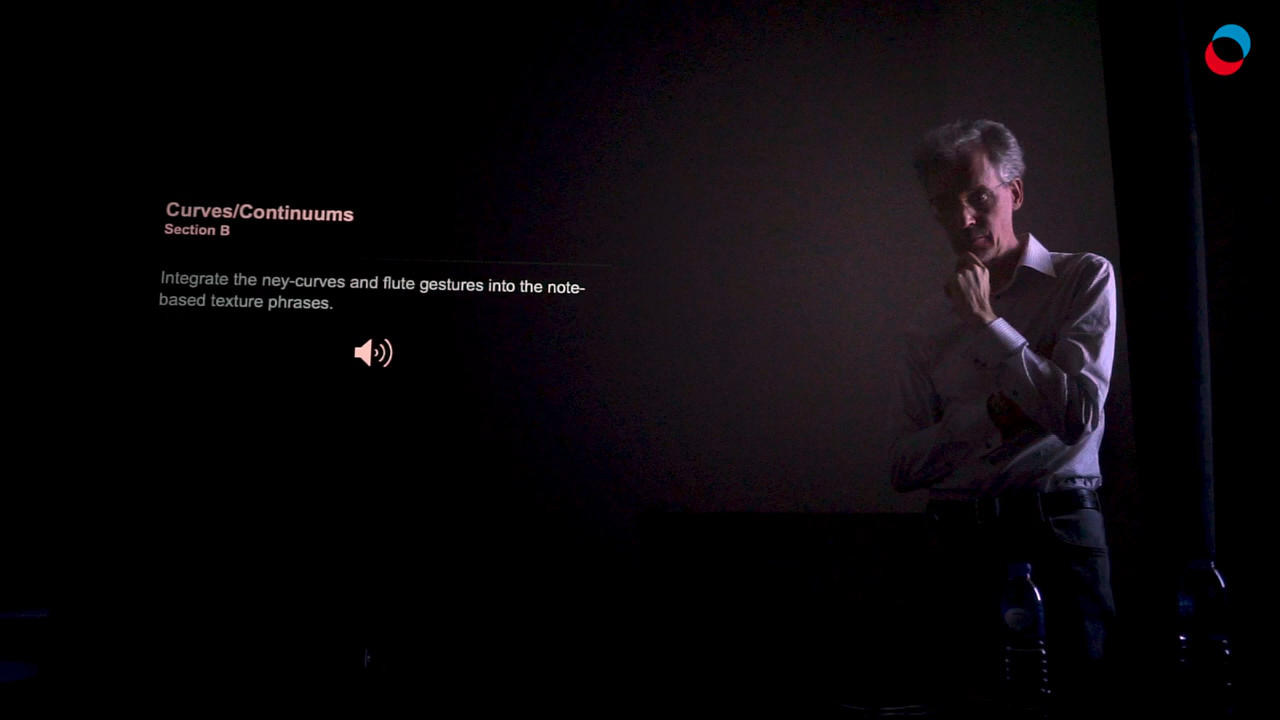 Curves/Continuums
Section B
Integrate the ney-curves and flute gestures into the note-
based texture phrases.